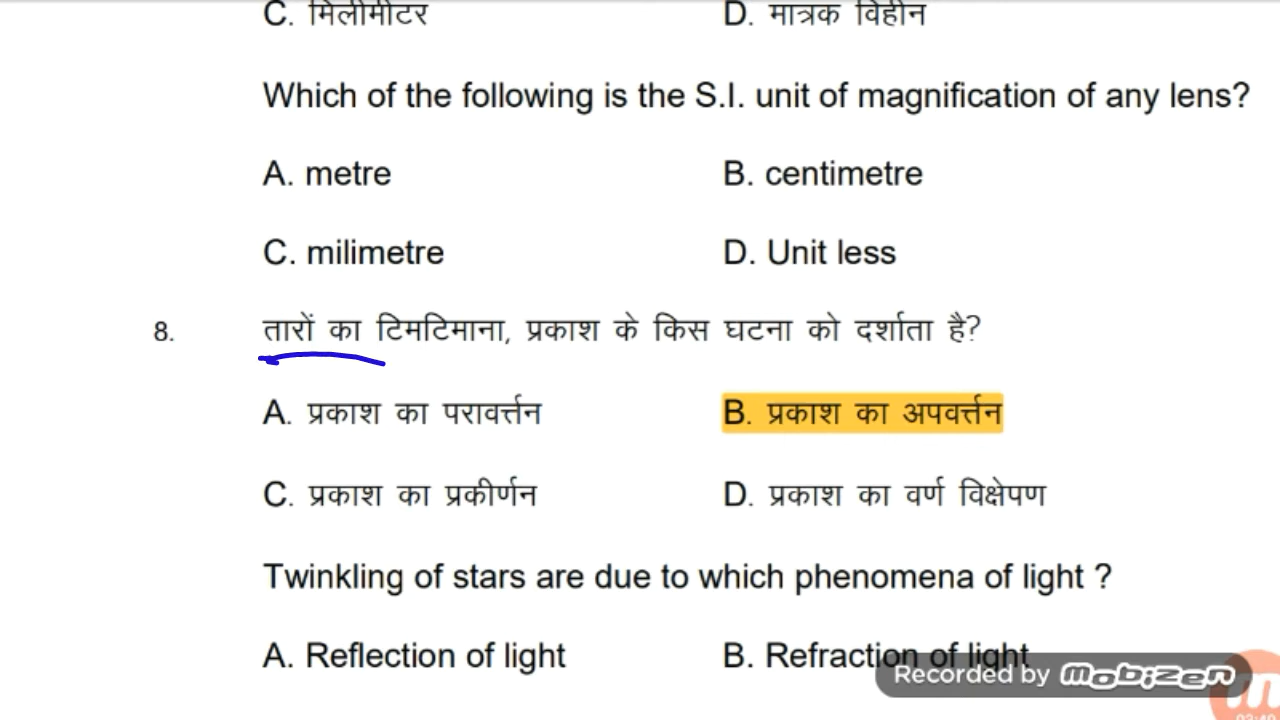 C. मिलीमीटर D. मात्रक विहीन
Which of the following is the S.I. unit of magnification of any lens?
A. metre B. centimetre
C. milimetre D. Unit less
8. तारों का टिमटिमाना, प्रकाश के किस घटना को दर्शाता है?
A. प्रकाश का परावर्त्तन B. प्रकाश का अपवर्त्तन
C. प्रकाश का प्रकीर्णन D. प्रकाश का वर्ण विक्षेपण
Twinkling of stars are due to which phenomena of light ?
A. Reflection of light B. Refraction of light
Recorded by mobizen